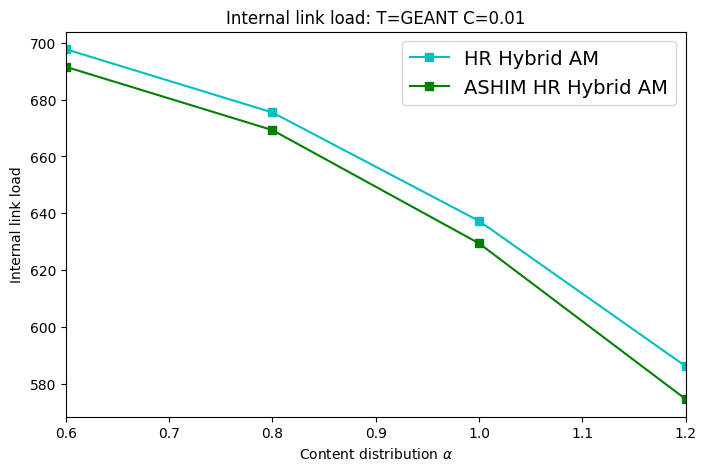 Internal link load: T=GEANT C=0.01
HR Hybrid AM
ASHIM HR Hybrid AM
Internal link load
700
680
660
640
620
600
580
0.6 0.7 0.8 0.9 1.0 1.1 1.2
Content distribution α